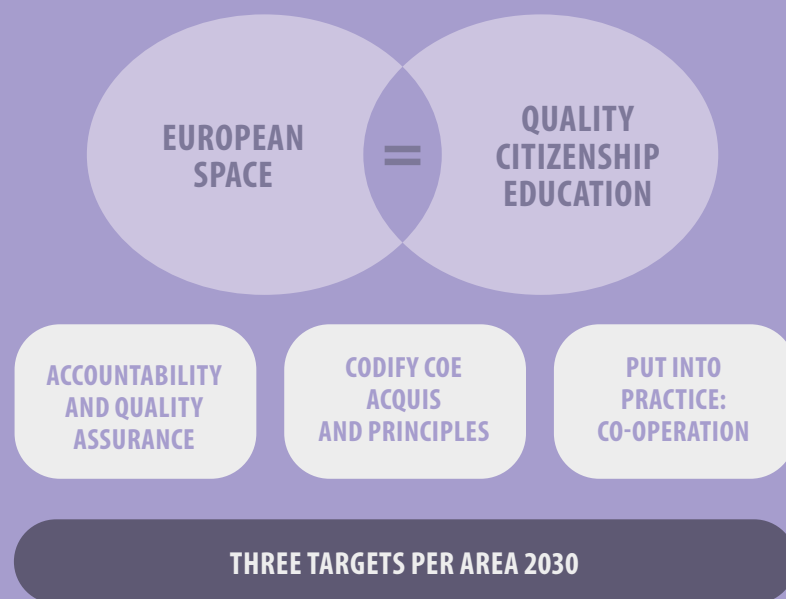 EUROPEAN
SPACE
=
QUALITY
CITIZENSHIP
EDUCATION
ACCOUNTABILITY
AND QUALITY
ASSURANCE
CODIFY COE
ACQUIS
AND PRINCIPLES
PUT INTO
PRACTICE:
CO-OPERATION
THREE TARGETS PER AREA 2030